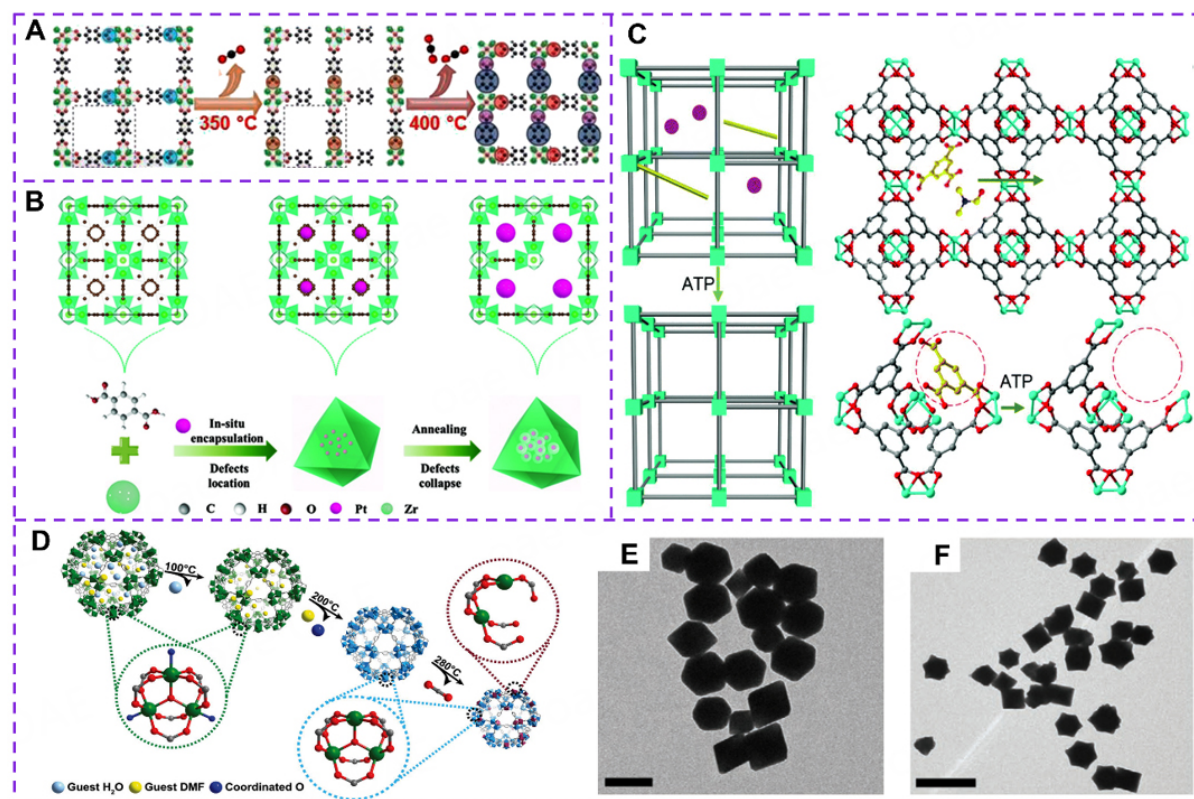 A
350 °C
400 °C
B
In-situ
encapsulation
Defects
location
Annealing
Defects
collapse
C H O Pt Zr
C
ATP
ATP
D
100°C
200°C
280°C
Guest H₂O Guest DMF Coordinated O
E
F